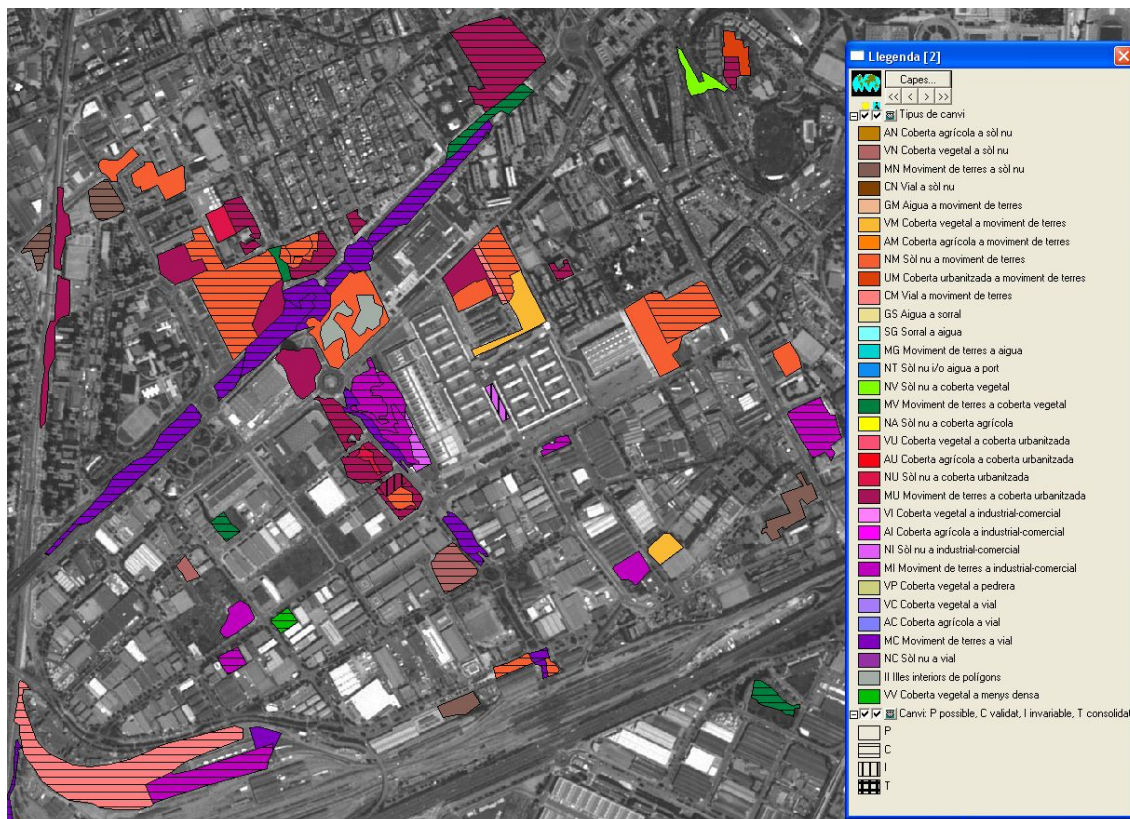 Llegenda [2]
Capes...
<< < > >>
Tipus de canvi
AN Coberta agrícola a sòl nu
VN Coberta vegetal a sòl nu
MN Moviment de terres a sòl nu
CN Vial a sòl nu
GM Aigua a moviment de terres
VM Coberta vegetal a moviment de terres
AM Coberta agrícola a moviment de terres
NM Sòl nu a moviment de terres
UM Coberta urbanitzada a moviment de terres
CM Vial a moviment de terres
GS Aigua a sorral
SG Sorral a aigua
MG Moviment de terres a aigua
NT Sòl nu i/o aigua a port
NV Sòl nu a coberta vegetal
MV Moviment de terres a coberta vegetal
NA Sòl nu a coberta agrícola
VU Coberta vegetal a coberta urbanitzada
AU Coberta agrícola a coberta urbanitzada
NU Sòl nu a coberta urbanitzada
MU Moviment de terres a coberta urbanitzada
VI Coberta vegetal a industrial-comercial
AI Coberta agrícola a industrial-comercial
NI Sòl nu a industrial-comercial
MI Moviment de terres a industrial-comercial
VP Coberta vegetal a pedrera
VC Coberta vegetal a vial
AC Coberta agrícola a vial
MC Moviment de terres a vial
NC Sòl nu a vial
II Illes interiors de polígons
VV Coberta vegetal a menys densa
Canvi: P possible, C validat, I invariable, T consolidat
P
C
I
T